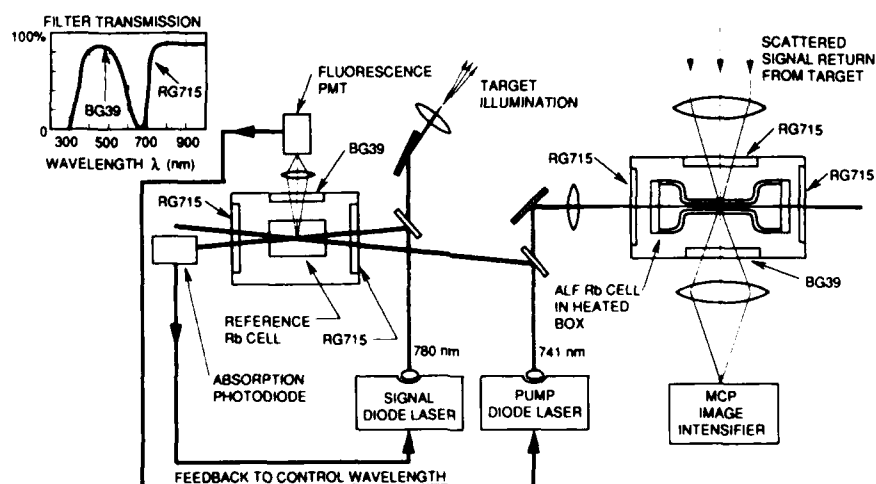 FILTER TRANSMISSION
100%
0
BG39
RG715
300 500 700 900
WAVELENGTH λ (nm)
FLUORESCENCE
PMT
TARGET
ILLUMINATION
SCATTERED
SIGNAL RETURN
FROM TARGET
BG39
RG715
RG715
RG715
RG715
REFERENCE
Rb CELL
RG715
ALF Rb CELL
IN HEATED
BOX
BG39
ABSORPTION
PHOTODIODE
780 nm
741 nm
SIGNAL
DIODE LASER
PUMP
DIODE LASER
MCP
IMAGE
INTENSIFIER
FEEDBACK TO CONTROL WAVELENGTH